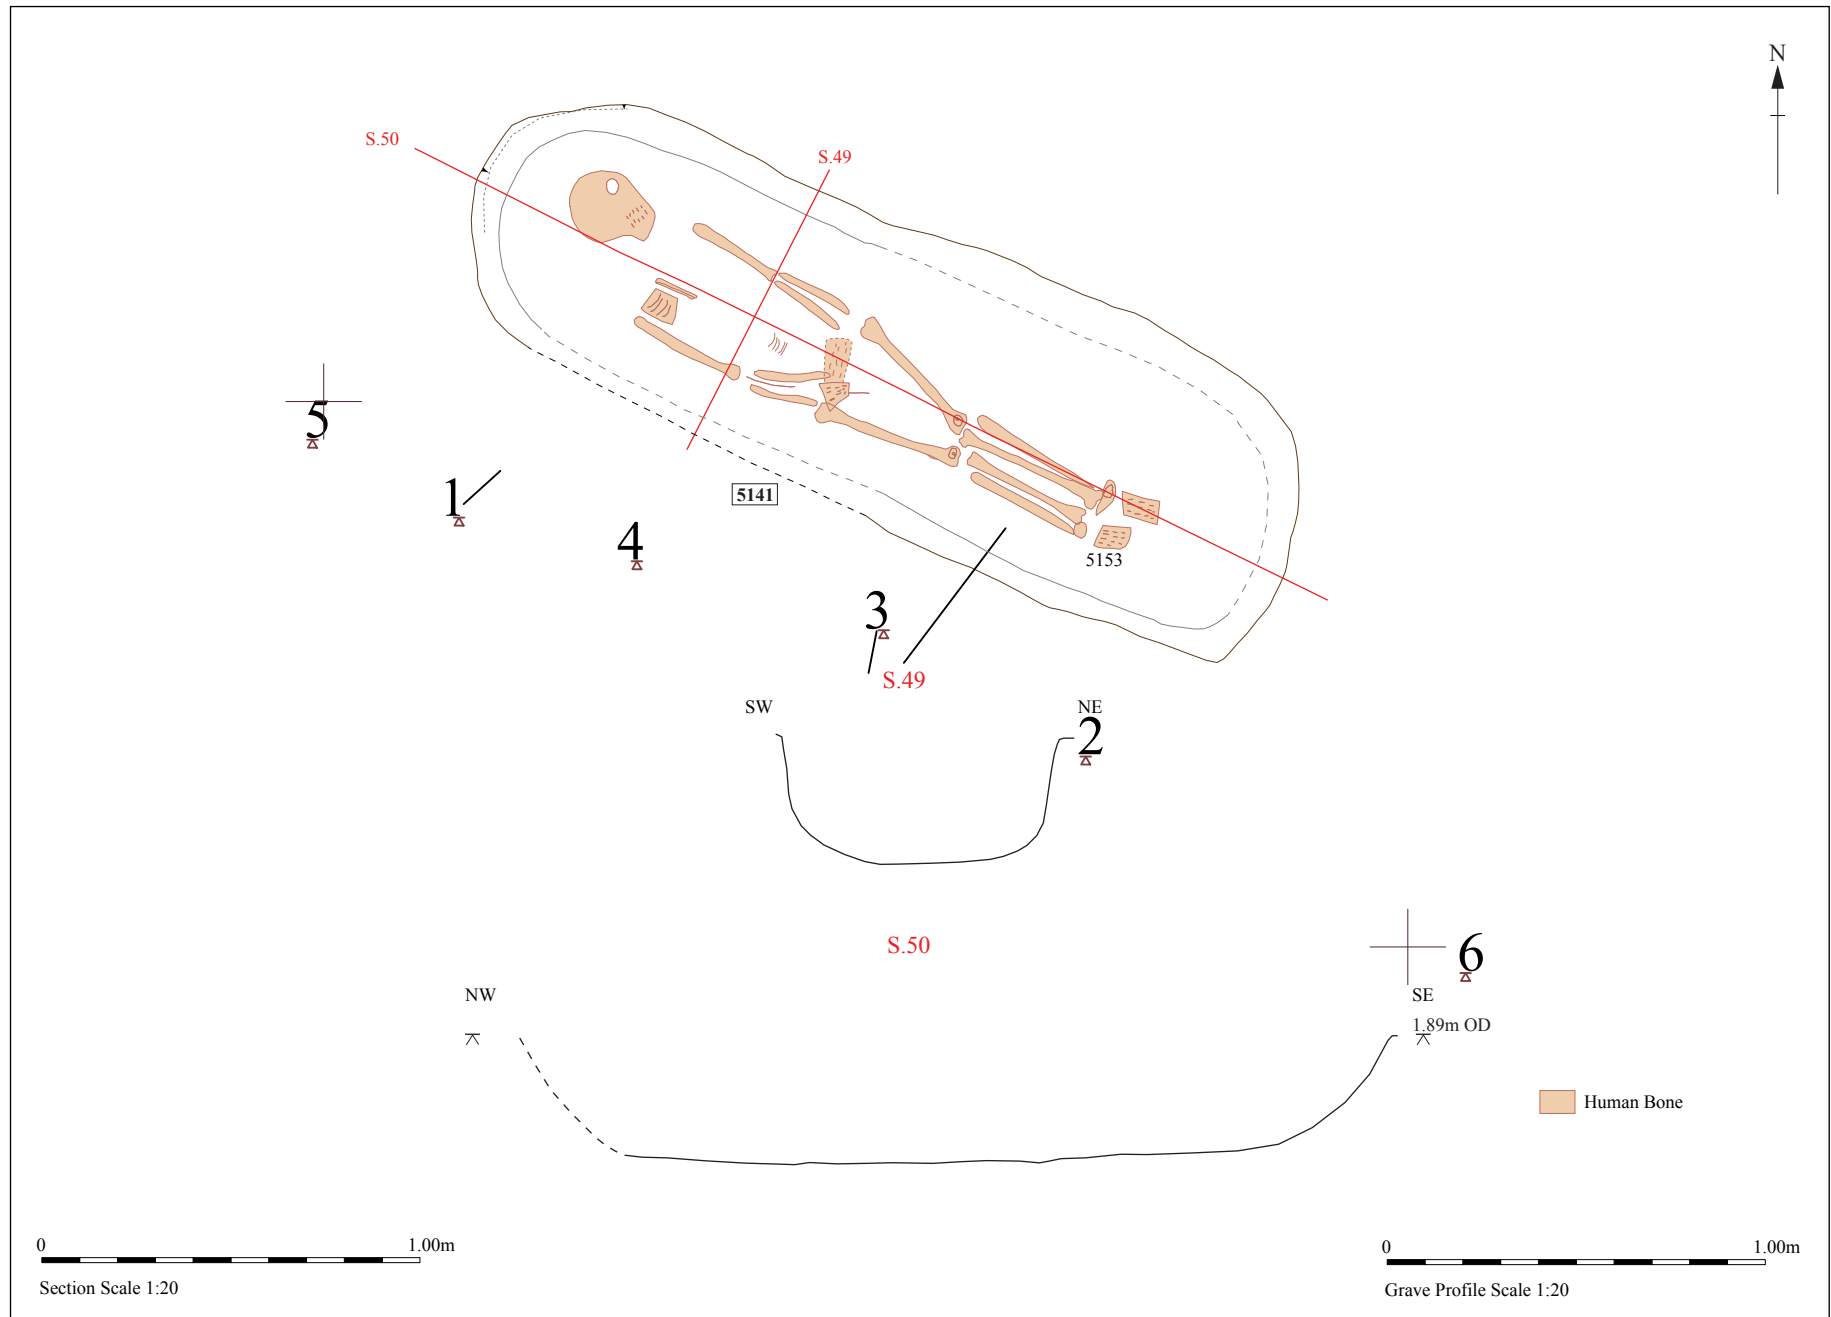 N
S.50
S.49
5
1
5141
4
5153
3
S.49
SW
NE
2
S.50
6
NW
SE
1.89m OD
Human Bone
0 1.00m
Section Scale 1:20
0 1.00m
Grave Profile Scale 1:20